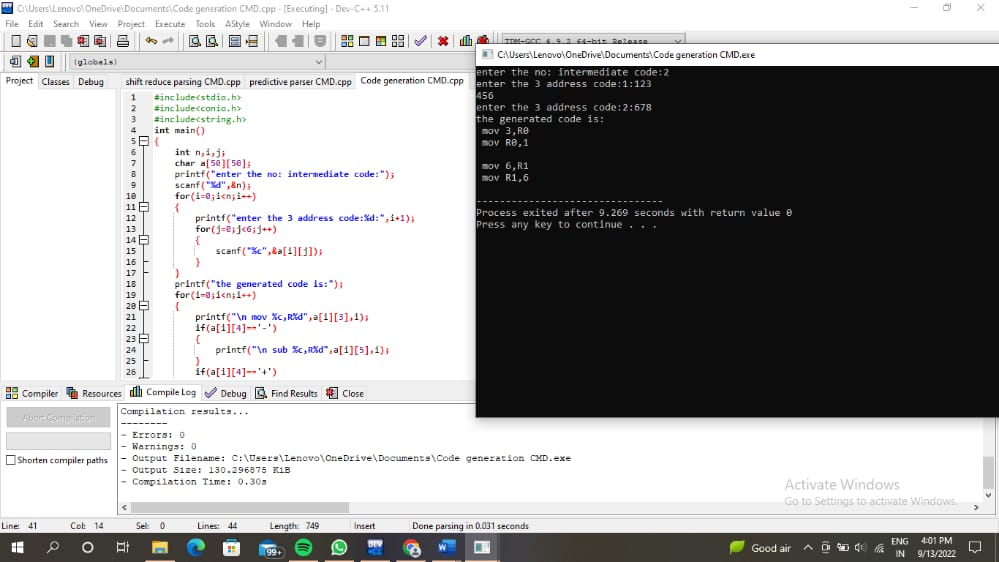 C:\Users\Lenovo\OneDrive\Documents\Code generation CMD.cpp - [Executing] - Dev-C++ 5.11
File Edit Search View Project Execute Tools AStyle Window Help
TDM-GCC 4.9.2 64-bit Release
(globals)
C:\Users\Lenovo\OneDrive\Documents\Code generation CMD.exe
Project Classes Debug
shift reduce parsing CMD.cpp predictive parser CMD.cpp Code generation CMD.cpp
1 #include<stdio.h>
2 #include<conio.h>
3 #include<string.h>
4 int main()
5 {
6 int n,i,j;
7 char a[50][50];
8 printf("enter the no: intermediate code:");
9 scanf("%d",&n);
10 for(i=0;i<n;i++)
11 {
12 printf("enter the 3 address code:%d:",i+1);
13 for(j=0;j<6;j++)
14 {
15 scanf("%c",&a[i][j]);
16 }
17 }
18 printf("the generated code is:");
19 for(i=0;i<n;i++)
20 {
21 printf("\n mov %c,R%d",a[i][3],i);
22 if(a[i][4]=='-')
23 {
24 printf("\n sub %c,R%d",a[i][5],i);
25 }
26 if(a[i][4]=='+')
enter the no: intermediate code:2
enter the 3 address code:1:123
456
enter the 3 address code:2:678
the generated code is:
mov 3,R0
mov R0,1
mov 6,R1
mov R1,6
--------------------------------
Process exited after 9.269 seconds with return value 0
Press any key to continue . . .
Compiler Resources Compile Log Debug Find Results Close
Abort Compilation
Shorten compiler paths
Compilation results...
--------
- Errors: 0
- Warnings: 0
- Output Filename: C:\Users\Lenovo\OneDrive\Documents\Code generation CMD.exe
- Output Size: 130.296875 KiB
- Compilation Time: 0.30s
Activate Windows
Go to Settings to activate Windows.
Line: 41 Col: 14 Sel: 0 Lines: 44 Length: 749 Insert Done parsing in 0.031 seconds
99+
DEV
W
Good air
ENG
IN
4:01 PM
9/13/2022